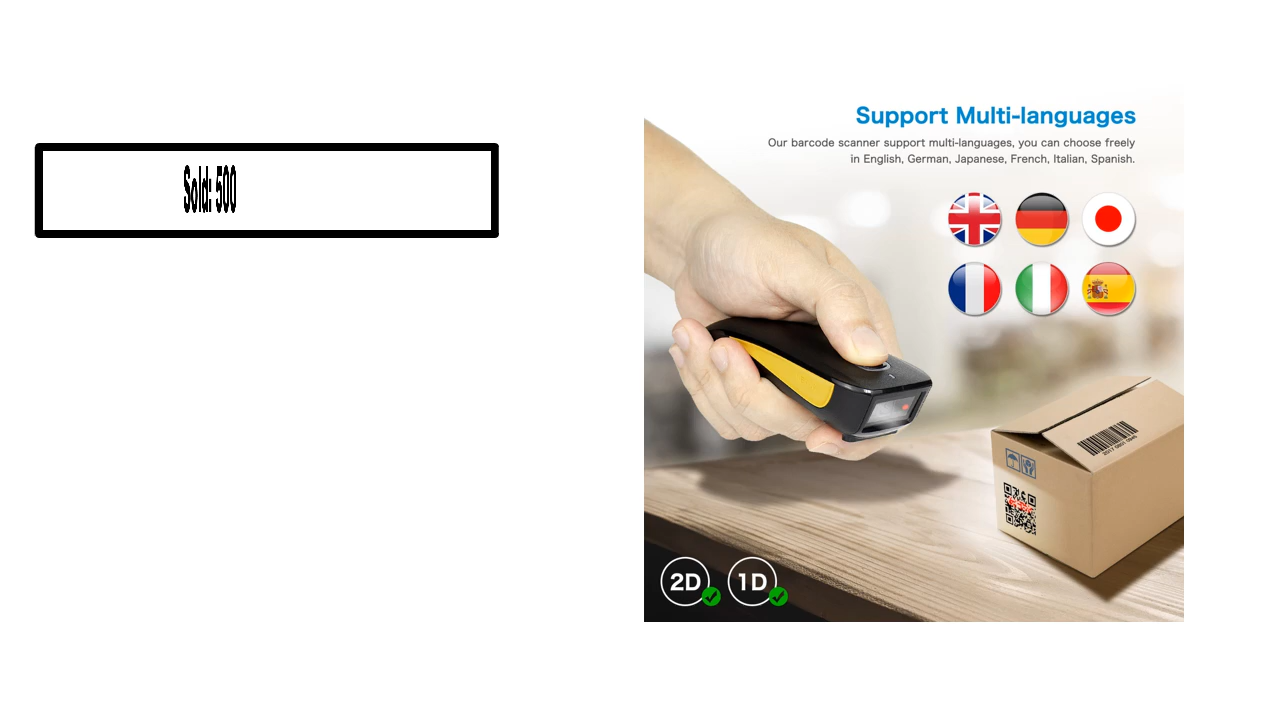 Sold: 500
Support Multi-languages
Our barcode scanner support multi-languages, you can choose freely
in English, German, Japanese, French, Italian, Spanish.
2D
1D